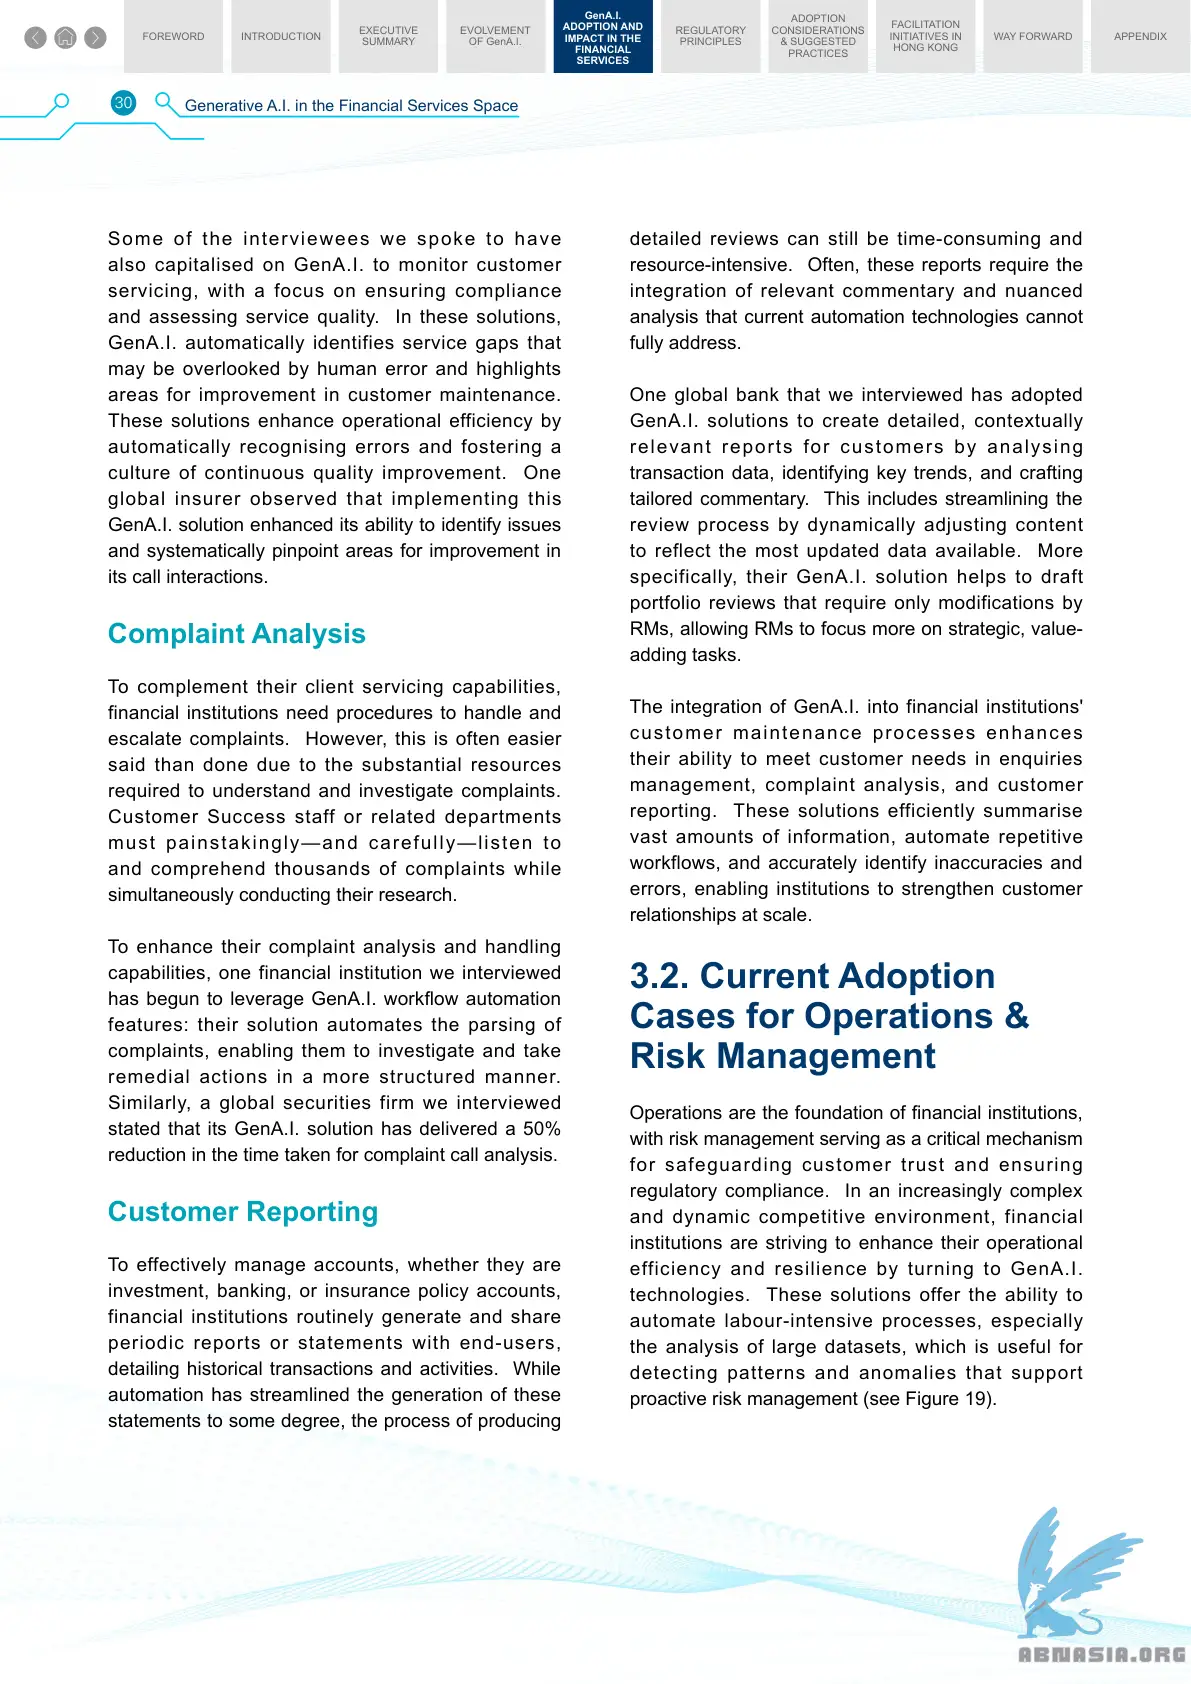 FOREWORD
INTRODUCTION
EXECUTIVE
SUMMARY
EVOLVEMENT
OF GenA.I.
GenA.I.
ADOPTION AND
IMPACT IN THE
FINANCIAL
SERVICES
REGULATORY
PRINCIPLES
ADOPTION
CONSIDERATIONS
& SUGGESTED
PRACTICES
FACILITATION
INITIATIVES IN
HONG KONG
WAY FORWARD
APPENDIX
30
Generative A.I. in the Financial Services Space
Some of the interviewees we spoke to have
also capitalised on GenA.I. to monitor customer
servicing, with a focus on ensuring compliance
and assessing service quality. In these solutions,
GenA.I. automatically identifies service gaps that
may be overlooked by human error and highlights
areas for improvement in customer maintenance.
These solutions enhance operational efficiency by
automatically recognising errors and fostering a
culture of continuous quality improvement. One
global insurer observed that implementing this
GenA.I. solution enhanced its ability to identify issues
and systematically pinpoint areas for improvement in
its call interactions.
Complaint Analysis
To complement their client servicing capabilities,
financial institutions need procedures to handle and
escalate complaints. However, this is often easier
said than done due to the substantial resources
required to understand and investigate complaints.
Customer Success staff or related departments
must painstakingly—and carefully—listen to
and comprehend thousands of complaints while
simultaneously conducting their research.
To enhance their complaint analysis and handling
capabilities, one financial institution we interviewed
has begun to leverage GenA.I. workflow automation
features: their solution automates the parsing of
complaints, enabling them to investigate and take
remedial actions in a more structured manner.
Similarly, a global securities firm we interviewed
stated that its GenA.I. solution has delivered a 50%
reduction in the time taken for complaint call analysis.
Customer Reporting
To effectively manage accounts, whether they are
investment, banking, or insurance policy accounts,
financial institutions routinely generate and share
periodic reports or statements with end-users,
detailing historical transactions and activities. While
automation has streamlined the generation of these
statements to some degree, the process of producing
detailed reviews can still be time-consuming and
resource-intensive. Often, these reports require the
integration of relevant commentary and nuanced
analysis that current automation technologies cannot
fully address.
One global bank that we interviewed has adopted
GenA.I. solutions to create detailed, contextually
relevant reports for customers by analysing
transaction data, identifying key trends, and crafting
tailored commentary. This includes streamlining the
review process by dynamically adjusting content
to reflect the most updated data available. More
specifically, their GenA.I. solution helps to draft
portfolio reviews that require only modifications by
RMs, allowing RMs to focus more on strategic, value-
adding tasks.
The integration of GenA.I. into financial institutions'
customer maintenance processes enhances
their ability to meet customer needs in enquiries
management, complaint analysis, and customer
reporting. These solutions efficiently summarise
vast amounts of information, automate repetitive
workflows, and accurately identify inaccuracies and
errors, enabling institutions to strengthen customer
relationships at scale.
3.2. Current Adoption
Cases for Operations &
Risk Management
Operations are the foundation of financial institutions,
with risk management serving as a critical mechanism
for safeguarding customer trust and ensuring
regulatory compliance. In an increasingly complex
and dynamic competitive environment, financial
institutions are striving to enhance their operational
efficiency and resilience by turning to GenA.I.
technologies. These solutions offer the ability to
automate labour-intensive processes, especially
the analysis of large datasets, which is useful for
detecting patterns and anomalies that support
proactive risk management (see Figure 19).
ABNASIA.ORG